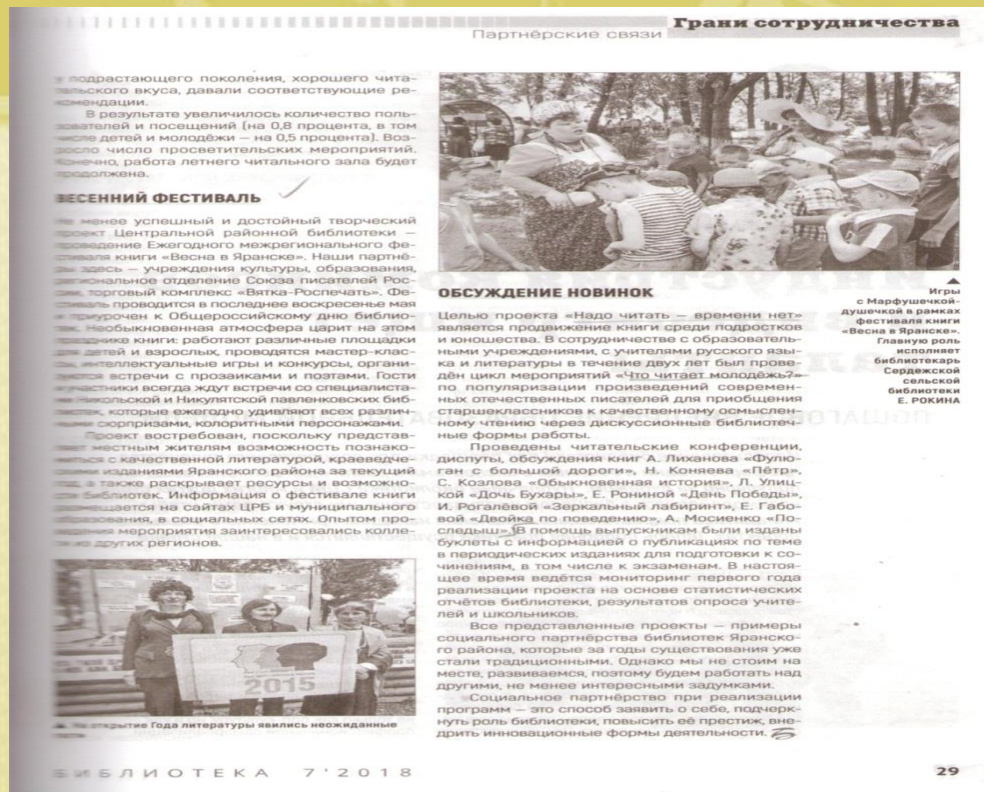 Грани сотрудничества
Партнёрские связи
у подрастающего поколения, хорошего чита-
тельского вкуса, давали соответствующие ре-
комендации.
В результате увеличилось количество поль-
зователей и посещений (на 0,8 процента, в том
числе детей и молодёжи — на 0,5 процента). Воз-
росло число просветительских мероприятий.
Конечно, работа летнего читального зала будет
продолжена.
ВЕСЕННИЙ ФЕСТИВАЛЬ
Не менее успешный и достойный творческий
проект Центральной районной библиотеки —
проведение Ежегодного межрегионального фе-
стиваля книги «Весна в Яранске». Наши партнё-
ры здесь — учреждения культуры, образования,
региональное отделение Союза писателей Рос-
сии, торговый комплекс «Вятка-Роспечать». Фе-
стиваль проводится в последнее воскресенье мая
и приурочен к Общероссийскому дню библио-
тек. Необыкновенная атмосфера царит на этом
празднике книги: работают различные площадки
для детей и взрослых, проводятся мастер-клас-
сы, интеллектуальные игры и конкурсы, органи-
зуются встречи с прозаиками и поэтами. Гости
и участники всегда ждут встречи со специалиста-
ми Никольской и Никулятской павленковских биб-
лиотек, которые ежегодно удивляют всех различ-
ными сюрпризами, колоритными персонажами.
Проект востребован, поскольку представ-
ляет местным жителям возможность познако-
миться с качественной литературой, краеведче-
скими изданиями Яранского района за текущий
год, а также раскрывает ресурсы и возможно-
сти библиотек. Информация о фестивале книги
размещается на сайтах ЦРБ и муниципального
образования, в социальных сетях. Опытом про-
ведения мероприятия заинтересовались колле-
ги из других регионов.
2015
На открытие Года литературы явились неожиданные
гости
Игры
с Марфушечкой-
душечкой в рамках
фестиваля книги
«Весна в Яранске».
Главную роль
исполняет
библиотекарь
Сердежской
сельской
библиотеки
Е. РОКИНА
ОБСУЖДЕНИЕ НОВИНОК
Целью проекта «Надо читать — времени нет»
является продвижение книги среди подростков
и юношества. В сотрудничестве с образователь-
ными учреждениями, с учителями русского язы-
ка и литературы в течение двух лет был прове-
дён цикл мероприятий «Что читает молодёжь?»
по популяризации произведений современ-
ных отечественных писателей для приобщения
старшеклассников к качественному осмыслен-
ному чтению через дискуссионные библиотеч-
ные формы работы.
Проведены читательские конференции,
диспуты, обсуждения книг А. Лиханова «Фулю-
ган с большой дороги», Н. Коняева «Пётр»,
С. Козлова «Обыкновенная история», Л. Улиц-
кой «Дочь Бухары», Е. Рониной «День Победы»,
И. Рогалёвой «Зеркальный лабиринт», Е. Габо-
вой «Двойка по поведению», А. Мосиенко «По-
следыш». В помощь выпускникам были изданы
буклеты с информацией о публикациях по теме
в периодических изданиях для подготовки к со-
чинениям, в том числе к экзаменам. В настоя-
щее время ведётся мониторинг первого года
реализации проекта на основе статистических
отчётов библиотеки, результатов опроса учите-
лей и школьников.
Все представленные проекты — примеры
социального партнёрства библиотек Яранско-
го района, которые за годы существования уже
стали традиционными. Однако мы не стоим на
месте, развиваемся, поэтому будем работать над
другими, не менее интересными задумками.
Социальное партнёрство при реализации
программ — это способ заявить о себе, подчерк-
нуть роль библиотеки, повысить её престиж, вне-
дрить инновационные формы деятельности.
БИБЛИОТЕКА 7'2018
29